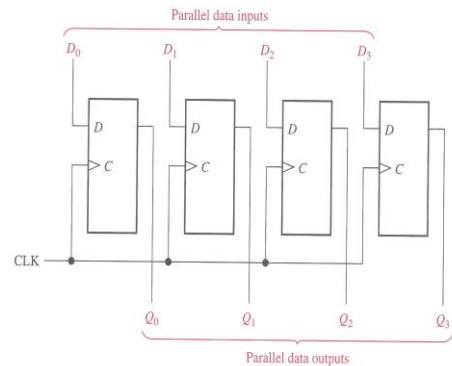 Parallel data inputs
D0 D1 D2 D3
D D D D
C C C C
CLK
Q0 Q1 Q2 Q3
Parallel data outputs